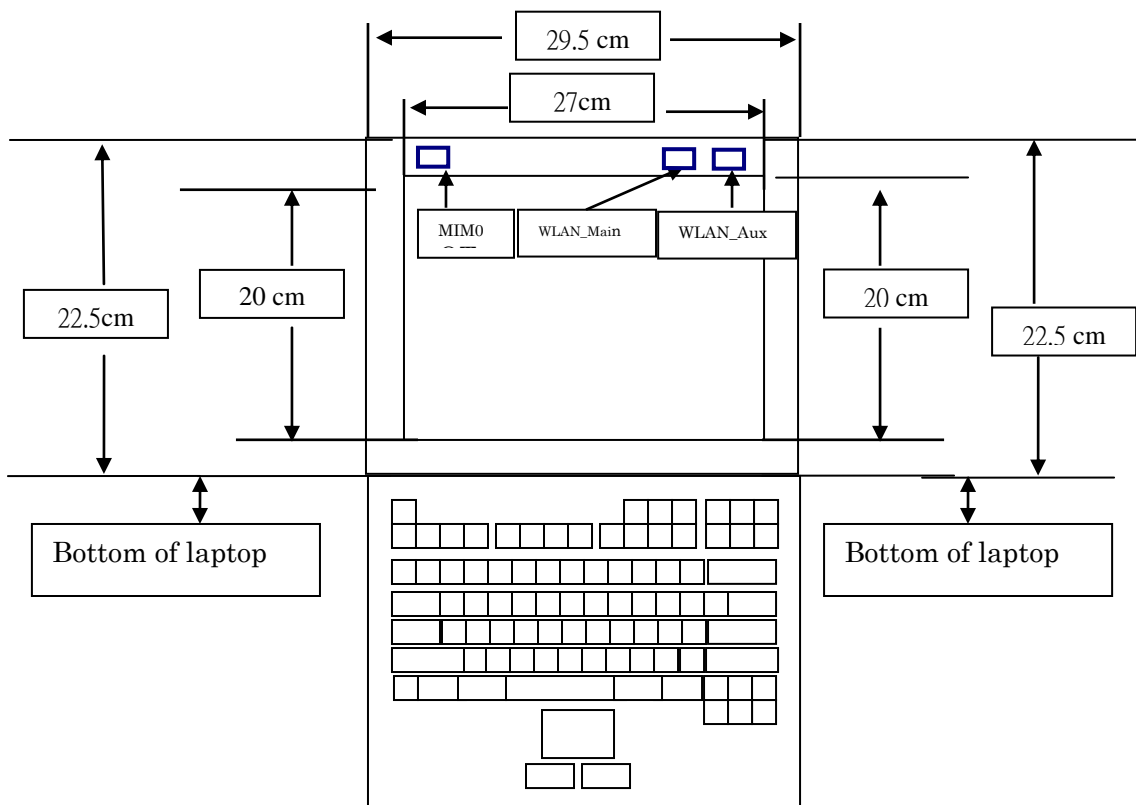 29.5 cm
27cm
MIM0
WLAN_Main
WLAN_Aux
22.5cm
20 cm
20 cm
22.5 cm
Bottom of laptop
Bottom of laptop